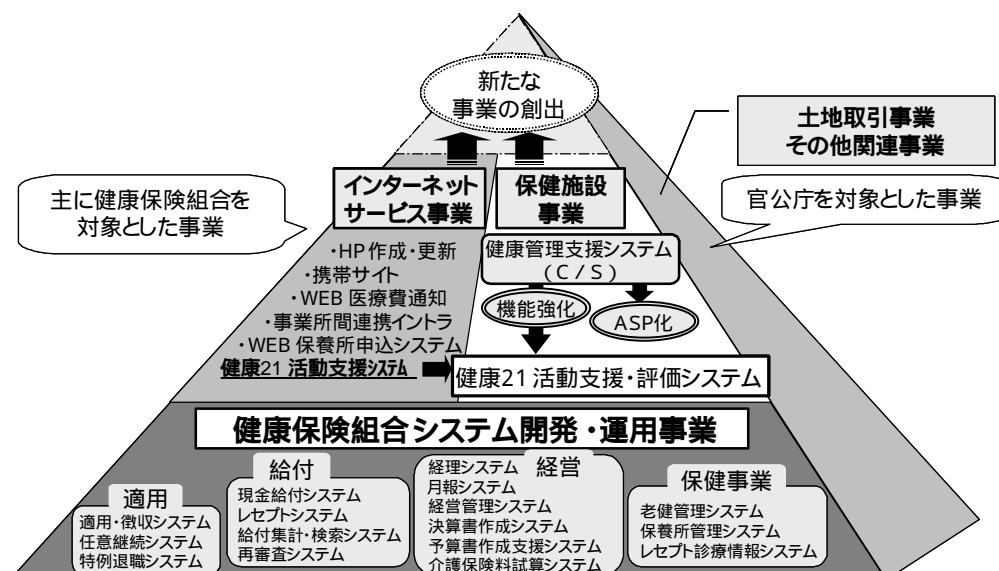 新たな
事業の創出
土地取引事業
その他関連事業
主に健康保険組合を
対象とした事業
インターネット
サービス事業
保健施設
事業
官公庁を対象とした事業
・HP作成・更新
・携帯サイト
・WEB医療費通知
・事業所間連携イントラ
・WEB保養所申込システム
健康21活動支援システム
健康管理支援システム
(C/S)
機能強化
ASP化
健康21活動支援・評価システム
健康保険組合システム開発・運用事業
適用
適用・徴収システム
任意継続システム
特例退職システム
給付
現金給付システム
レセプトシステム
給付集計・検索システム
再審査システム
経営
経理システム
月報システム
経営管理システム
決算書作成システム
予算書作成支援システム
介護保険料試算システム
保健事業
老健管理システム
保養所管理システム
レセプト診療情報システム